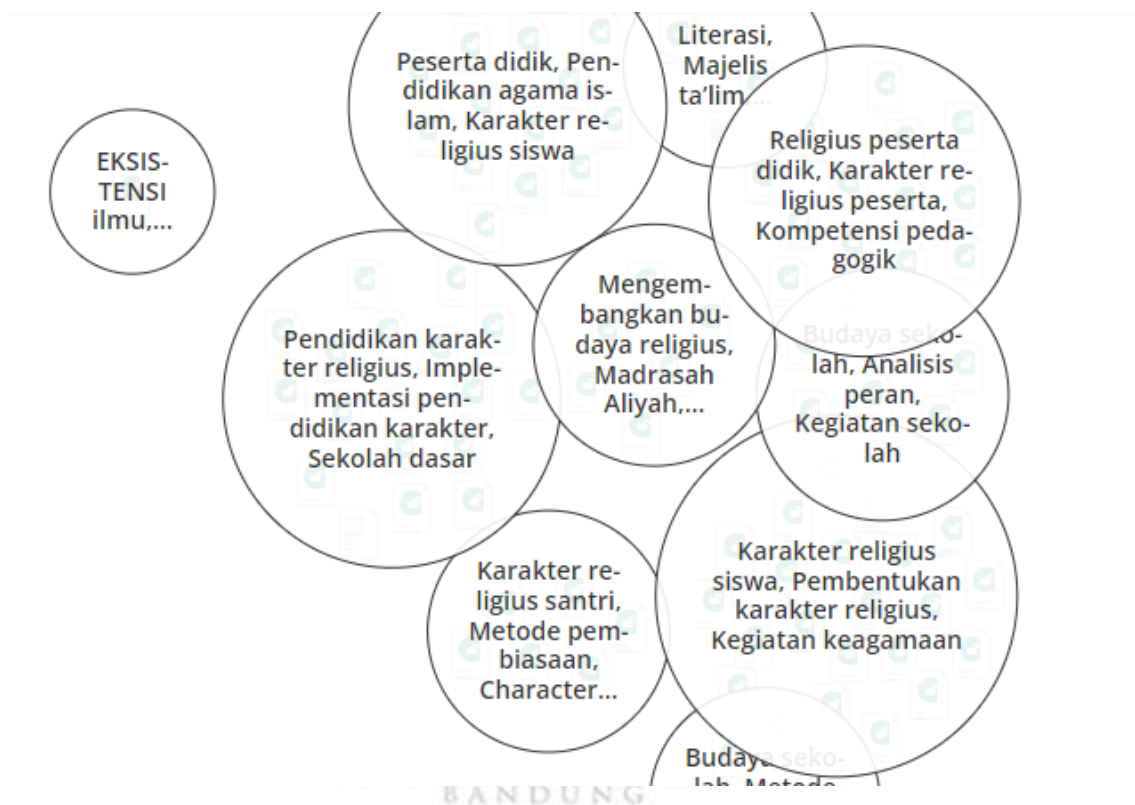 Peserta didik, Pen-
didikan agama is-
lam, Karakter re-
ligius siswa
Literasi,
Majelis
ta'lim,...
EKSIS-
TENSI
ilmu,...
Religius peserta
didik, Karakter re-
ligius peserta,
Kompetensi peda-
gogik
Mengem-
bangkan bu-
daya religius,
Madrasah
Aliyah,...
Pendidikan karak-
ter religius, Imple-
mentasi pen-
didikan karakter,
Sekolah dasar
Budaya seko-
lah, Analisis
peran,
Kegiatan seko-
lah
Karakter re-
ligius santri,
Metode pem-
biasaan,
Character...
Karakter religius
siswa, Pembentukan
karakter religius,
Kegiatan keagamaan
Budaya seko-
lah, Metode
BANDUNG